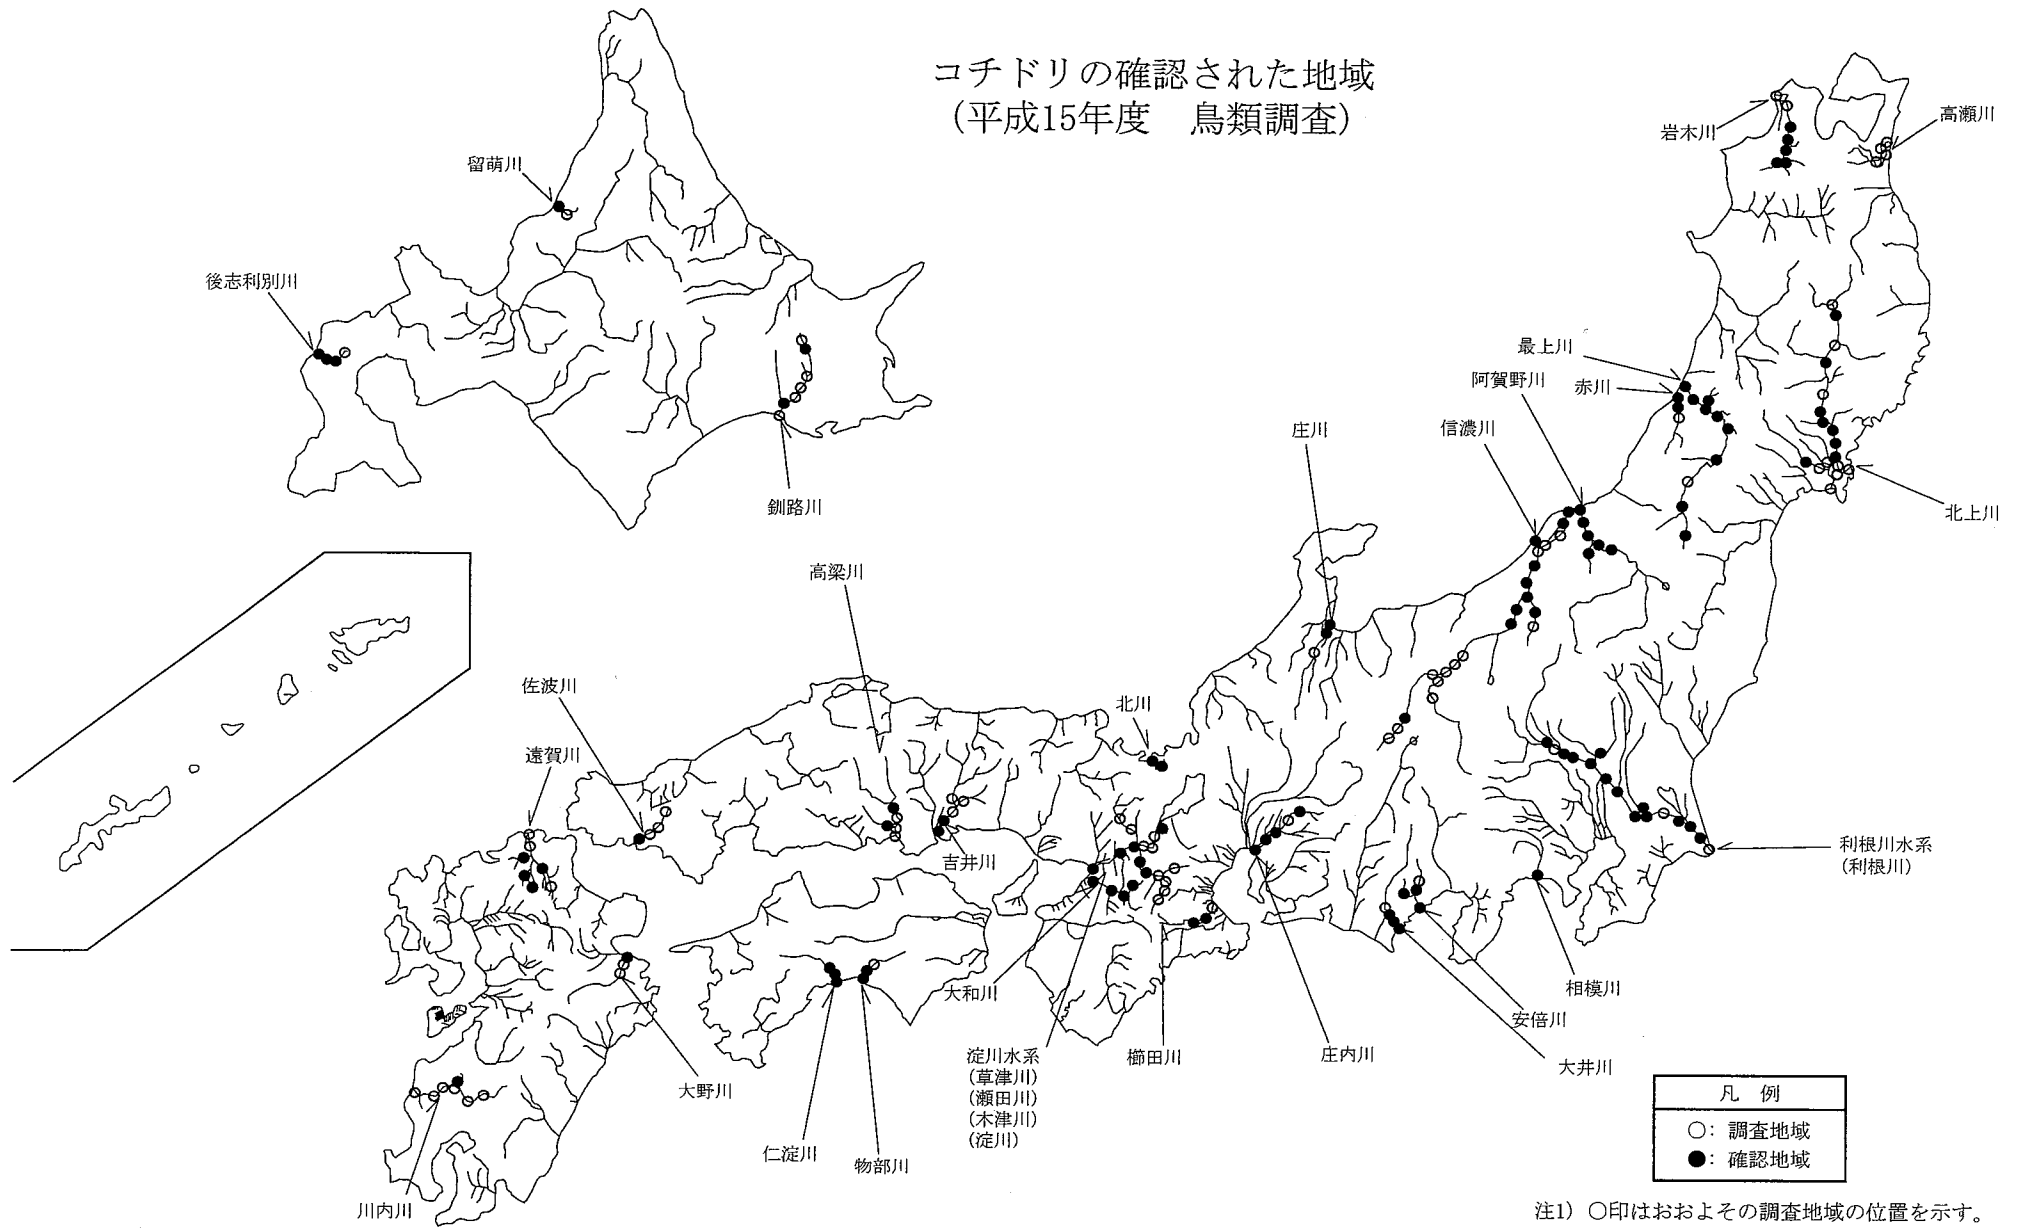 コチドリの確認された地域
(平成15年度　鳥類調査)
留萌川
後志利別川
釧路川
岩木川
高瀬川
最上川
阿賀野川
赤川
信濃川
庄川
北上川
高梁川
佐波川
遠賀川
北川
吉井川
利根川水系
(利根川)
大和川
相模川
安倍川
大井川
庄内川
櫛田川
淀川水系
(草津川)
(瀬田川)
(木津川)
(淀川)
大野川
仁淀川
物部川
川内川
凡　例
○：調査地域
●：確認地域
注1) ○印はおおよその調査地域の位置を示す。